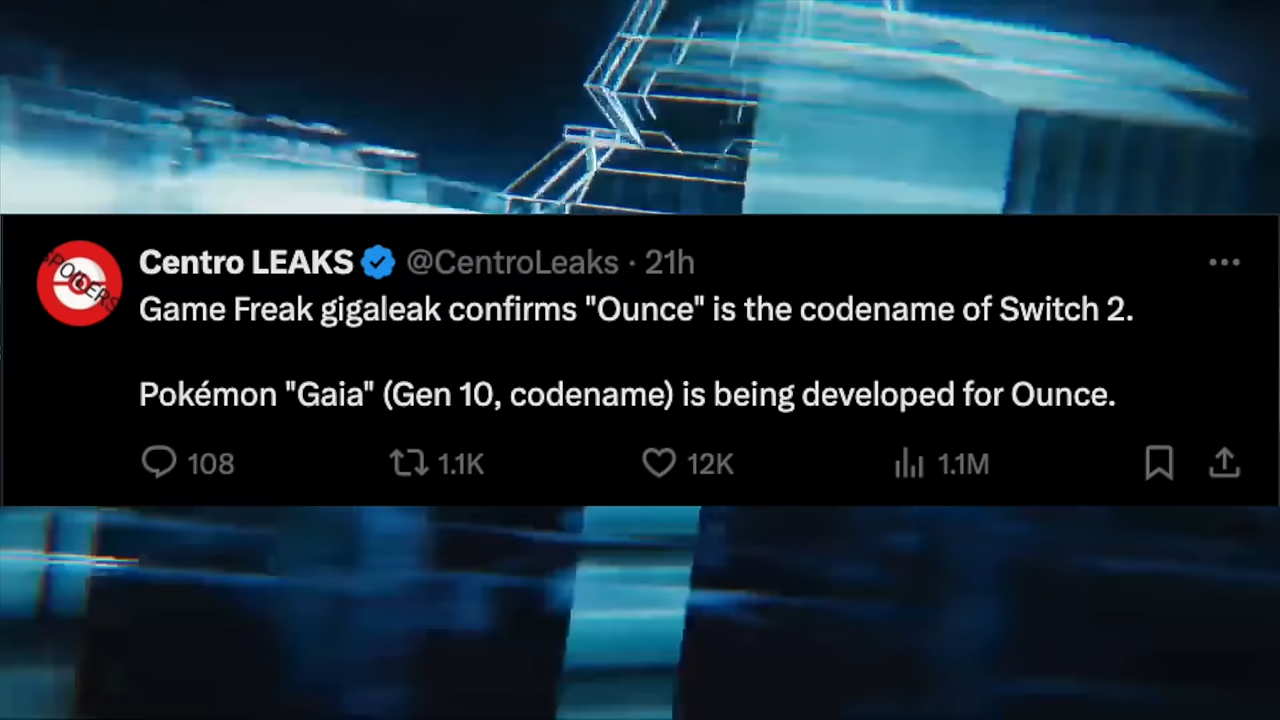 SPOILERS
Centro LEAKS @CentroLeaks · 21h
Game Freak gigaleak confirms "Ounce" is the codename of Switch 2.
Pokémon "Gaia" (Gen 10, codename) is being developed for Ounce.
108 1.1K 12K 1.1M